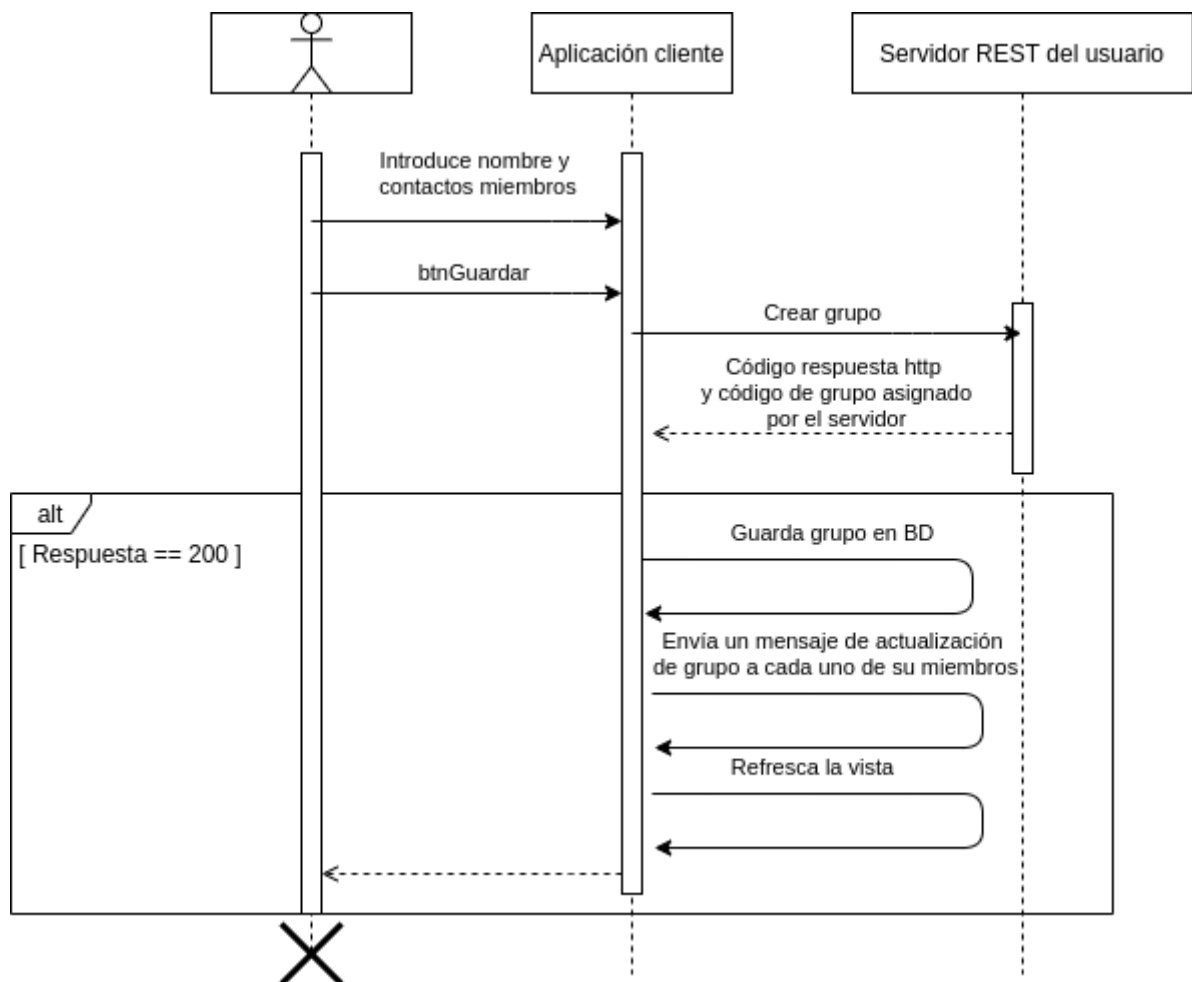 Aplicación cliente
Servidor REST del usuario
Introduce nombre y
contactos miembros
btnGuardar
Crear grupo
Código respuesta http
y código de grupo asignado
por el servidor
alt
[ Respuesta == 200 ]
Guarda grupo en BD
Envía un mensaje de actualización
de grupo a cada uno de su miembros
Refresca la vista